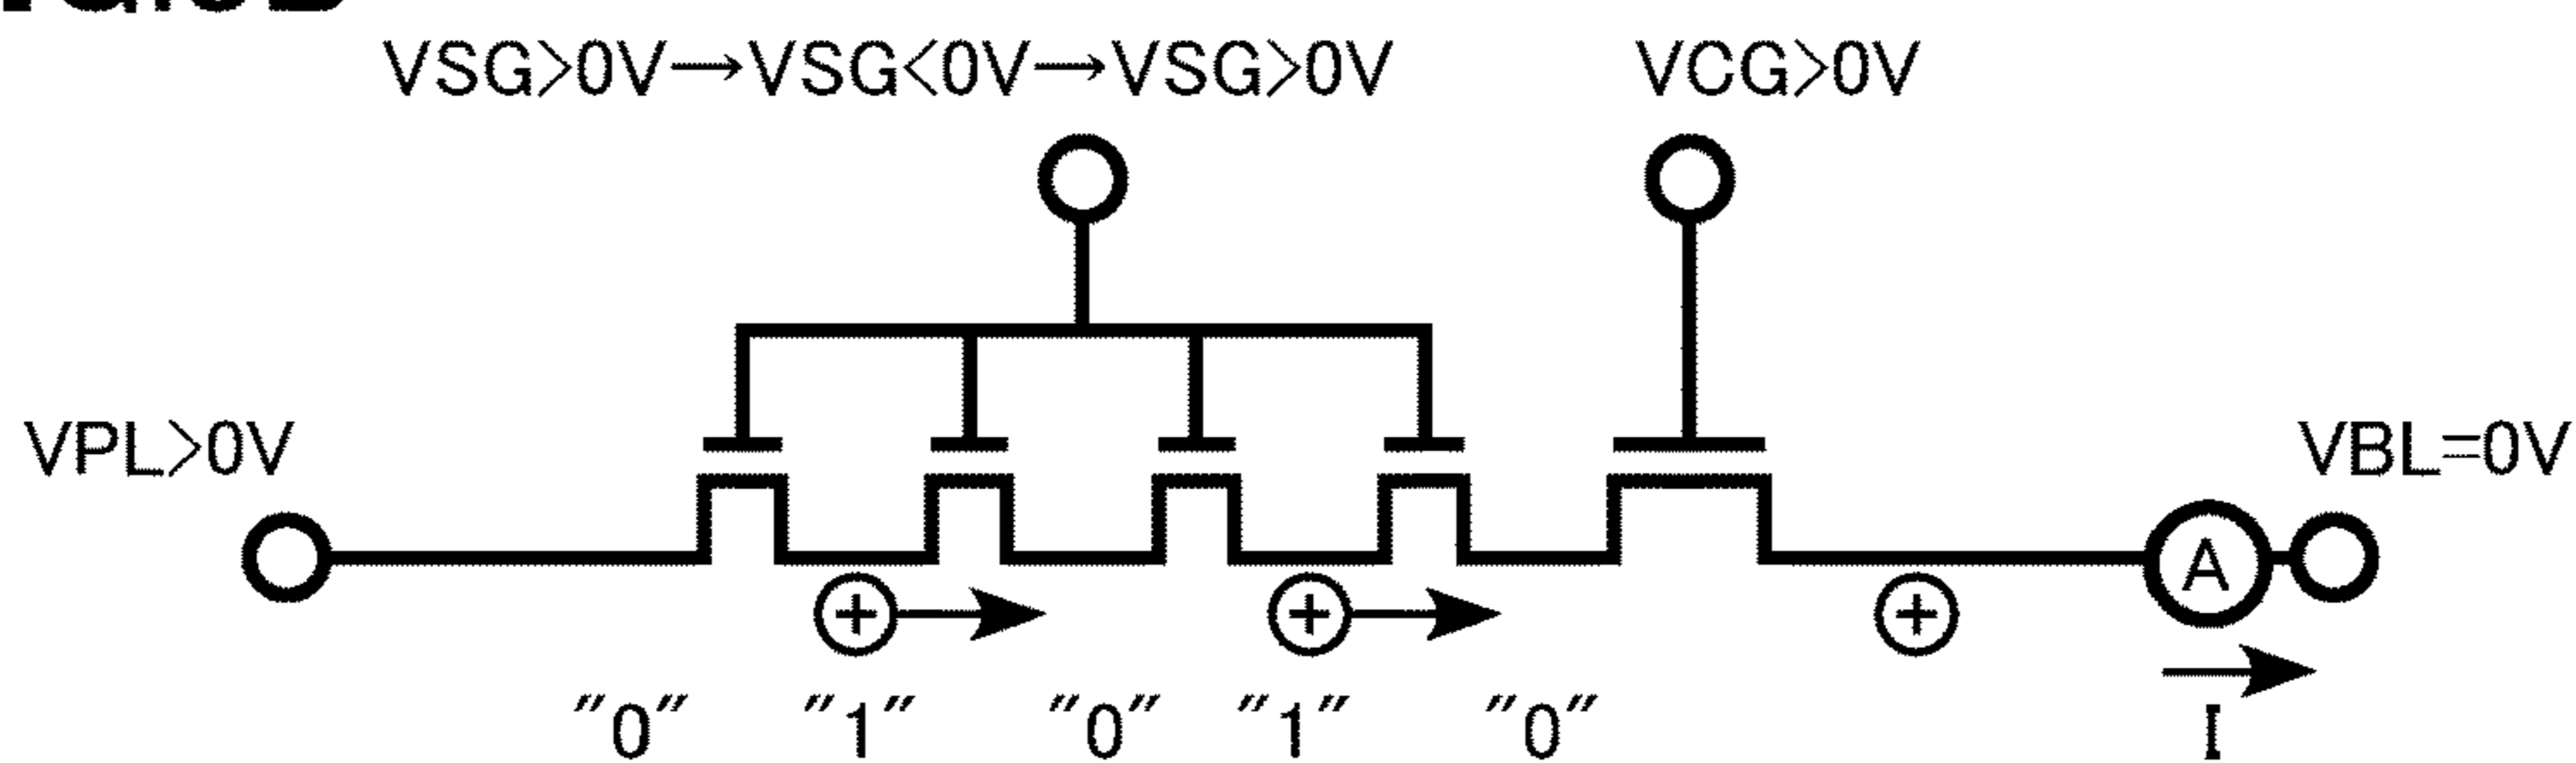 VSG>0V→VSG<0V→VSG>0V VCG>0V
VPL>0V VBL=0V
A
"0" "1" "0" "1" "0" I